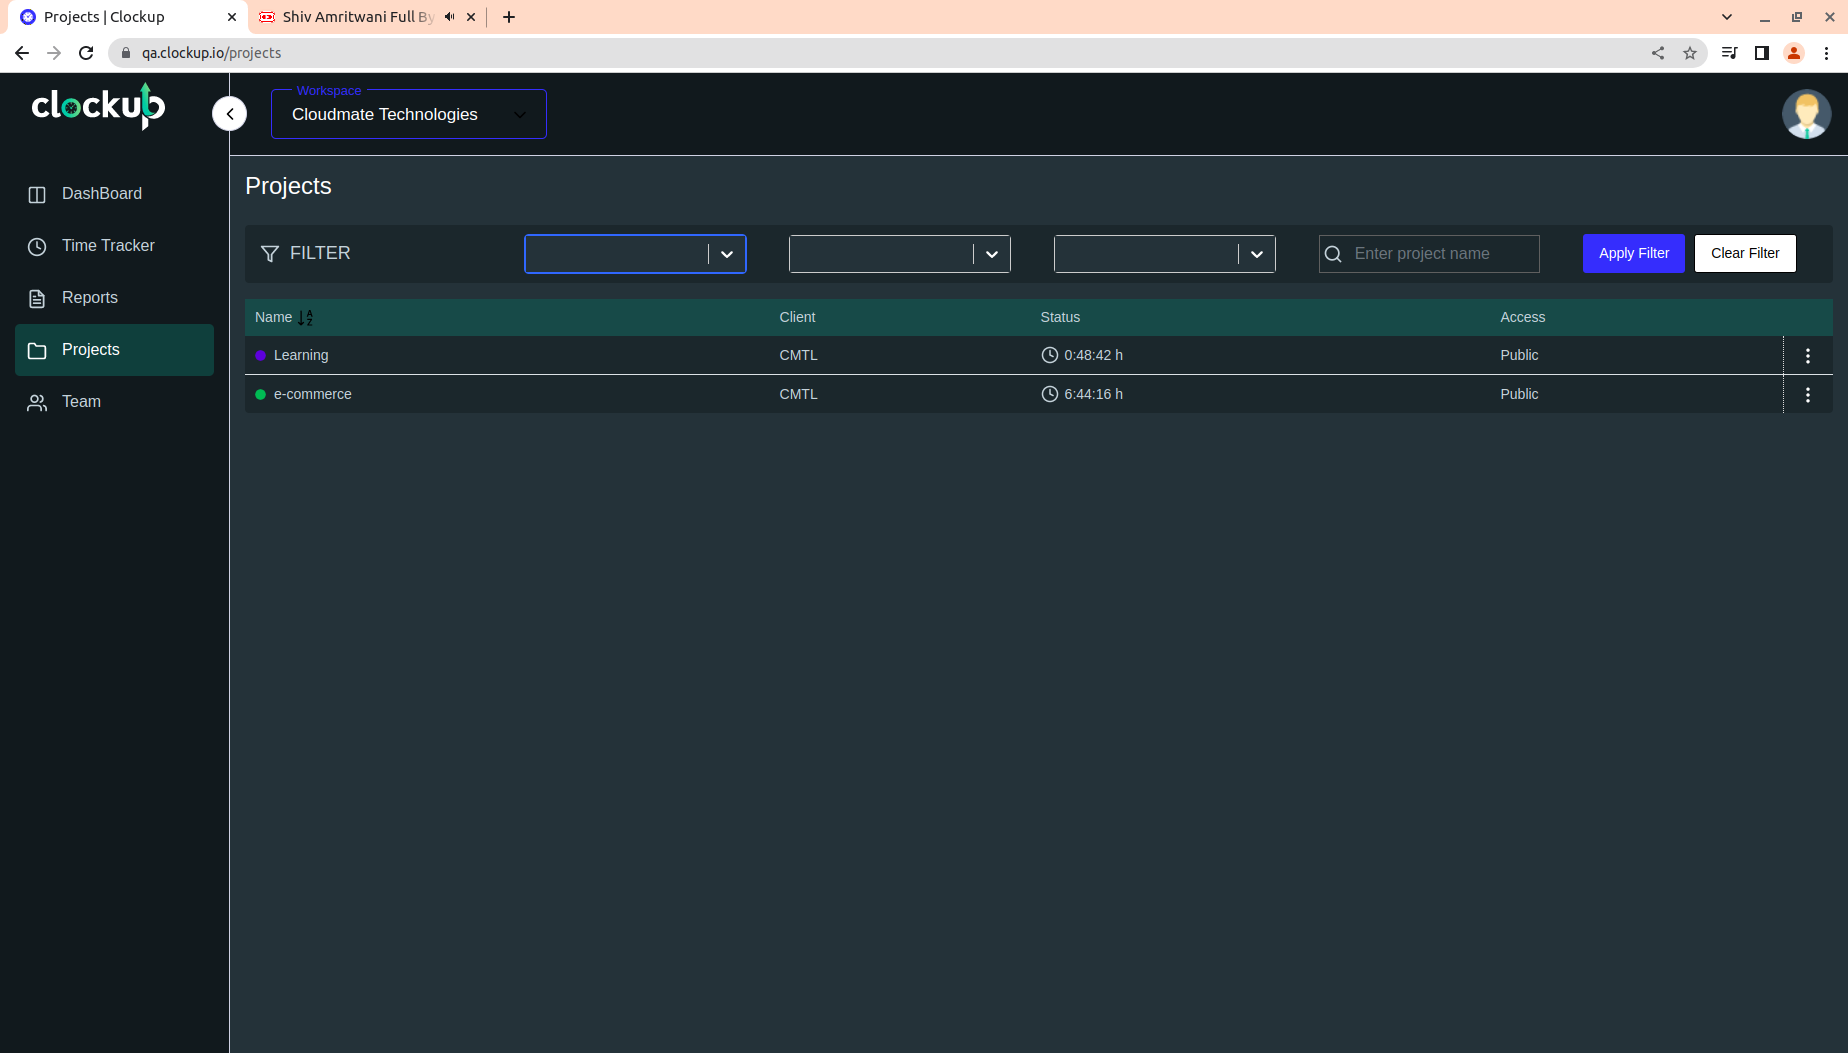 Projects | Clockup
Shiv Amritwani Full By
qa.clockup.io/projects
clockub
Workspace
Cloudmate Technologies
DashBoard
Time Tracker
Reports
Projects
Team
Projects
FILTER
Enter project name
Apply Filter
Clear Filter
Name Client Status Access
Learning CMTL 0:48:42 h Public
e-commerce CMTL 6:44:16 h Public